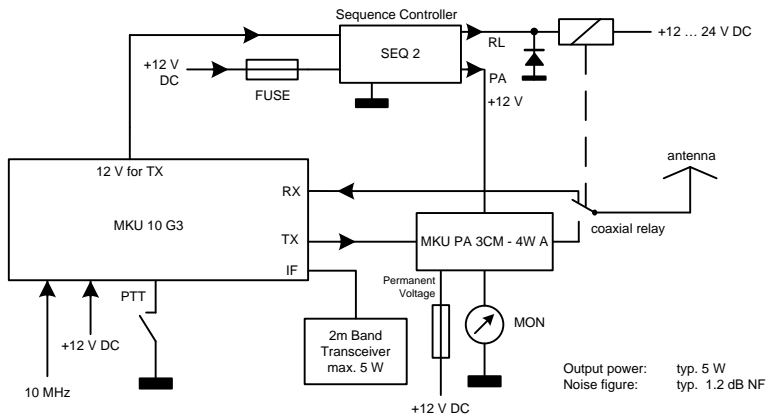 Sequence Controller
SEQ 2
RL
+12 ... 24 V DC
+12 V
DC
FUSE
PA
+12 V
12 V for TX
RX
antenna
MKU 10 G3
coaxial relay
TX
MKU PA 3CM - 4W A
IF
Permanent
Voltage
PTT
MON
2m Band
Transceiver
max. 5 W
+12 V DC
10 MHz
+12 V DC
Output power: typ. 5 W
Noise figure: typ. 1.2 dB NF